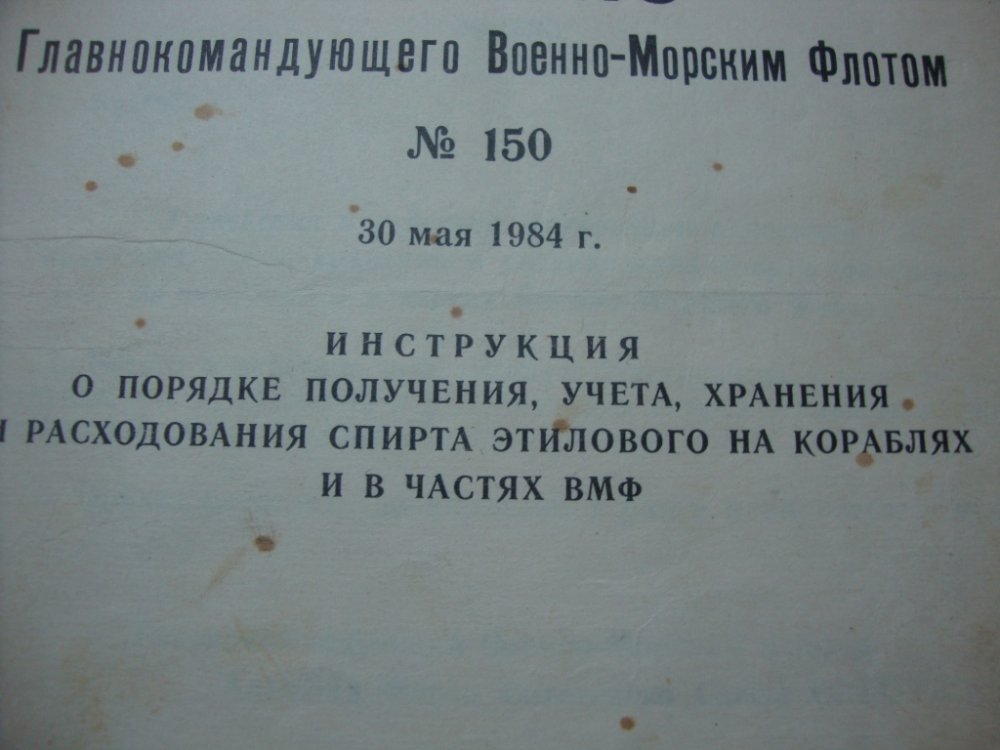 Главнокомандующего Военно-Морским Флотом
№ 150
30 мая 1984 г.
ИНСТРУКЦИЯ
О ПОРЯДКЕ ПОЛУЧЕНИЯ, УЧЕТА, ХРАНЕНИЯ
И РАСХОДОВАНИЯ СПИРТА ЭТИЛОВОГО НА КОРАБЛЯХ
И В ЧАСТЯХ ВМФ